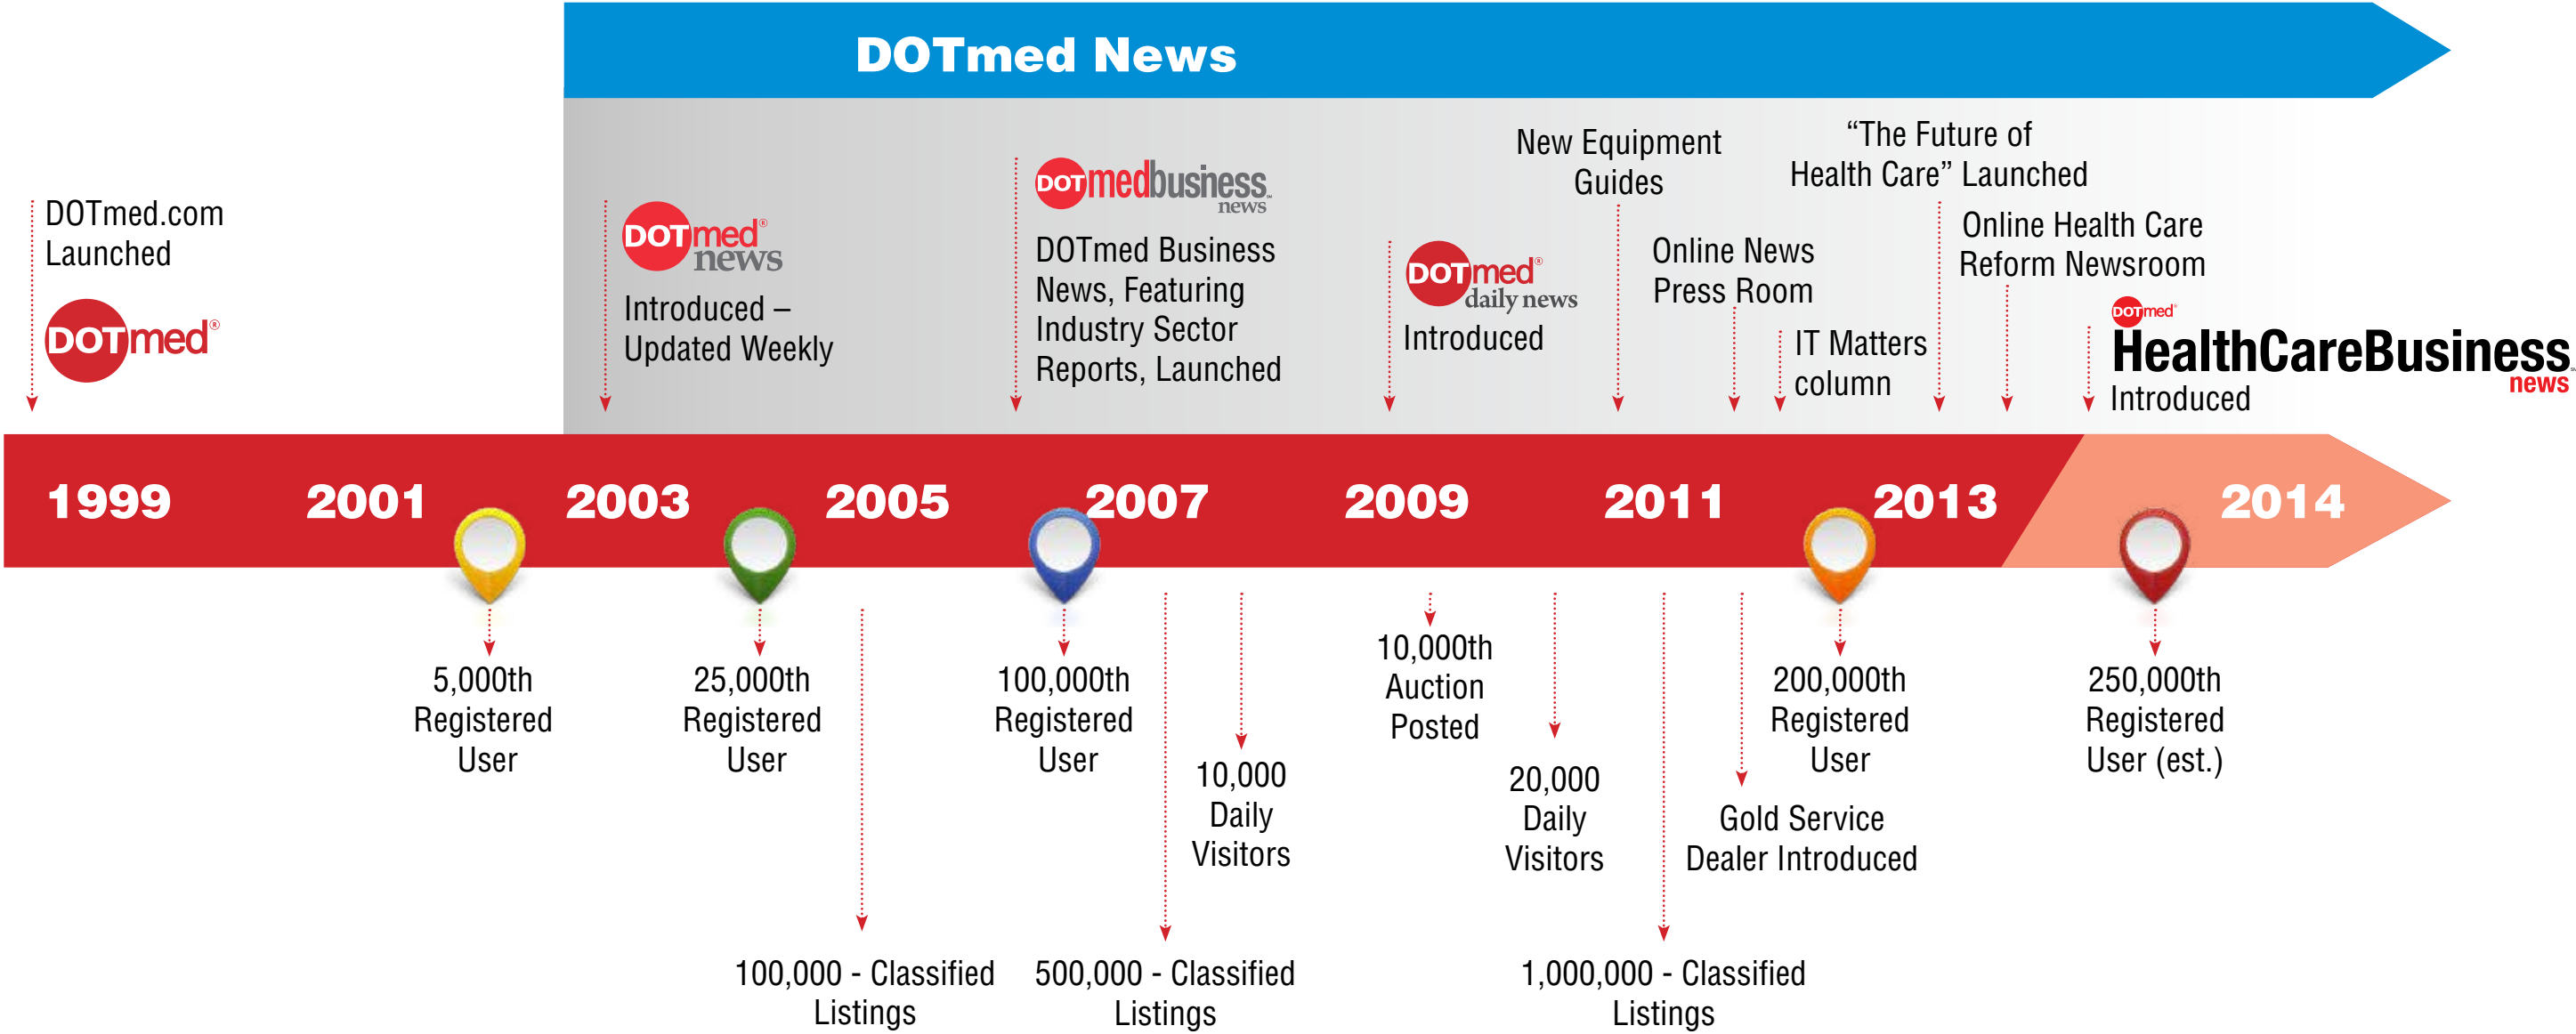 DOTmed News
DOTmed.com
Launched
DOTmed®
DOTmed®
news
Introduced –
Updated Weekly
DOTmedbusiness™
news
DOTmed Business
News, Featuring
Industry Sector
Reports, Launched
DOTmed®
daily news
Introduced
New Equipment
Guides
Online News
Press Room
IT Matters
column
“The Future of
Health Care” Launched
Online Health Care
Reform Newsroom
DOTmed®
HealthCareBusiness
news
Introduced
1999
2001
2003
2005
2007
2009
2011
2013
2014
5,000th
Registered
User
25,000th
Registered
User
100,000 - Classified
Listings
100,000th
Registered
User
500,000 - Classified
Listings
10,000
Daily
Visitors
10,000th
Auction
Posted
20,000
Daily
Visitors
1,000,000 - Classified
Listings
Gold Service
Dealer Introduced
200,000th
Registered
User
250,000th
Registered
User (est.)